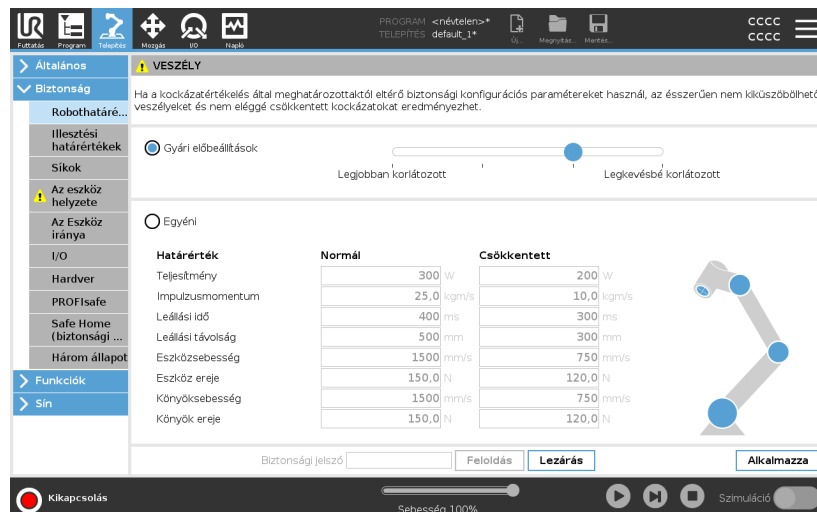 UR
PROGRAM <névtelen>*
TELEPÍTÉS default_1*
Futtatás Program Telepítés Mozgás I/O Napló
Új... Megnyitás... Mentés...
CCCC
CCCC
Általános
Biztonság
Robothatáré...
Illesztési
határértékek
Síkok
Az eszköz
helyzete
Az Eszköz
iránya
I/O
Hardver
PROFIsafe
Safe Home
(biztonsági ...
Három állapot
Funkciók
Sín
VESZÉLY
Ha a kockázatértékelés által meghatározottaktól eltérő biztonsági konfigurációs paramétereket használ, az ésszerűen nem kiküszöbölhető
veszélyeket és nem eléggé csökkentett kockázatokat eredményezhet.
Gyári előbeállítások
Legjobban korlátozott Legkevésbé korlátozott
Egyéni
Határérték Normál Csökkentett
Teljesítmény 300 W 200 W
Impulzusmomentum 25,0 kgm/s 10,0 kgm/s
Leállási idő 400 ms 300 ms
Leállási távolság 500 mm 300 mm
Eszközsebesség 1500 mm/s 750 mm/s
Eszköz ereje 150,0 N 120,0 N
Könyöksebesség 1500 mm/s 750 mm/s
Könyök ereje 150,0 N 120,0 N
Biztonsági jelszó Feloldás Lezárás Alkalmazza
Kikapcsolás
Sebesség 100%
Szimuláció